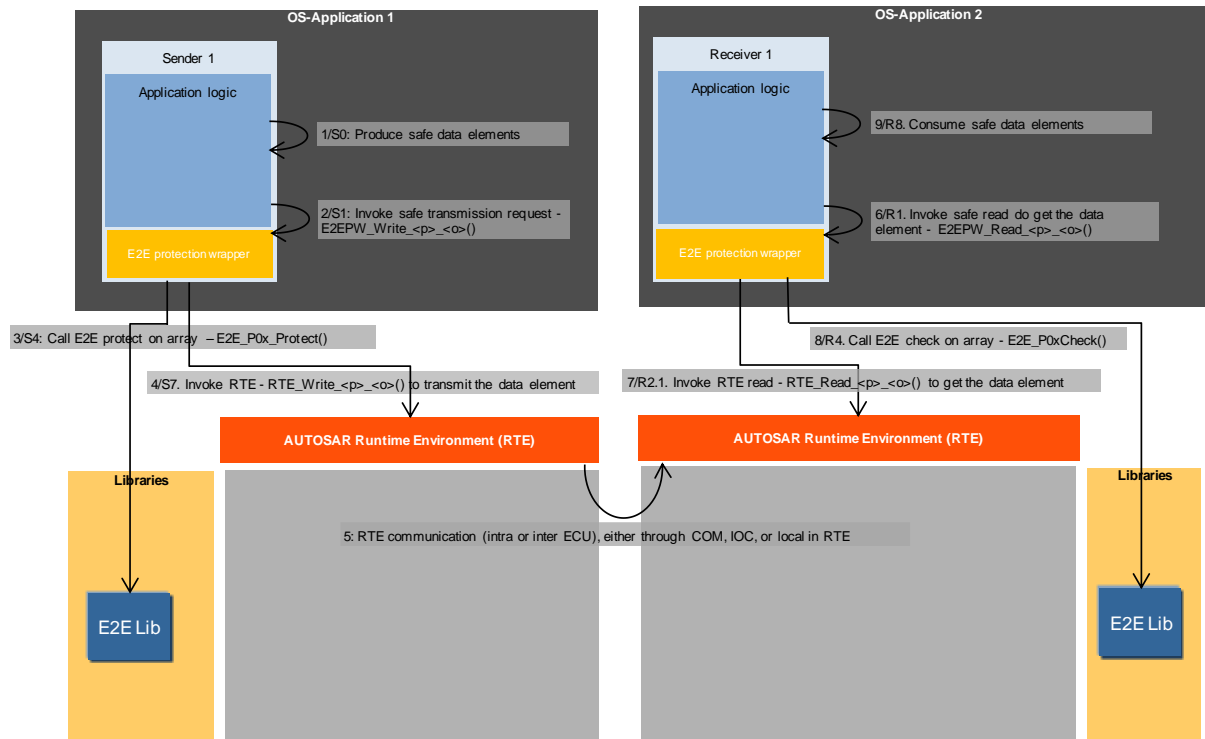 OS-Application 1
Sender 1
Application logic
1/S0: Produce safe data elements
2/S1: Invoke safe transmission request -
E2EPW_Write_<p>_<o>()
E2E protection wrapper
3/S4: Call E2E protect on array – E2E_P0x_Protect()
4/S7. Invoke RTE - RTE_Write_<p>_<o>() to transmit the data element
AUTOSAR Runtime Environment (RTE)
Libraries
E2E Lib
OS-Application 2
Receiver 1
Application logic
9/R8. Consume safe data elements
6/R1. Invoke safe read do get the data
element - E2EPW_Read_<p>_<o>()
E2E protection wrapper
8/R4. Call E2E check on array - E2E_P0xCheck()
7/R2.1. Invoke RTE read - RTE_Read_<p>_<o>() to get the data element
AUTOSAR Runtime Environment (RTE)
5: RTE communication (intra or inter ECU), either through COM, IOC, or local in RTE
Libraries
E2E Lib